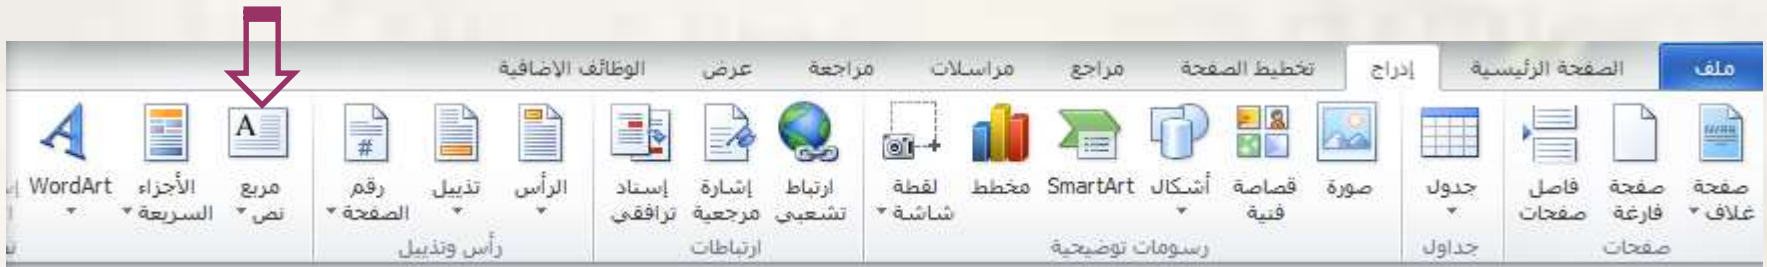 ملف الصفحة الرئيسية إدراج تخطيط الصفحة مراجع مراسلات مراجعة عرض الوظائف الإضافية
صفحة غلاف
صفحة فارغة
فاصل صفحات
جدول
صورة
قصاصة فنية
أشكال
SmartArt
مخطط
لقطة شاشة
ارتباط تشعبي
إشارة مرجعية
إسناد ترافقي
الرأس
تذييل
رقم الصفحة
#
A
مربع نص
الأجزاء السريعة
A
WordArt
صفحات جداول رسومات توضيحية ارتباطات رأس وتذييل